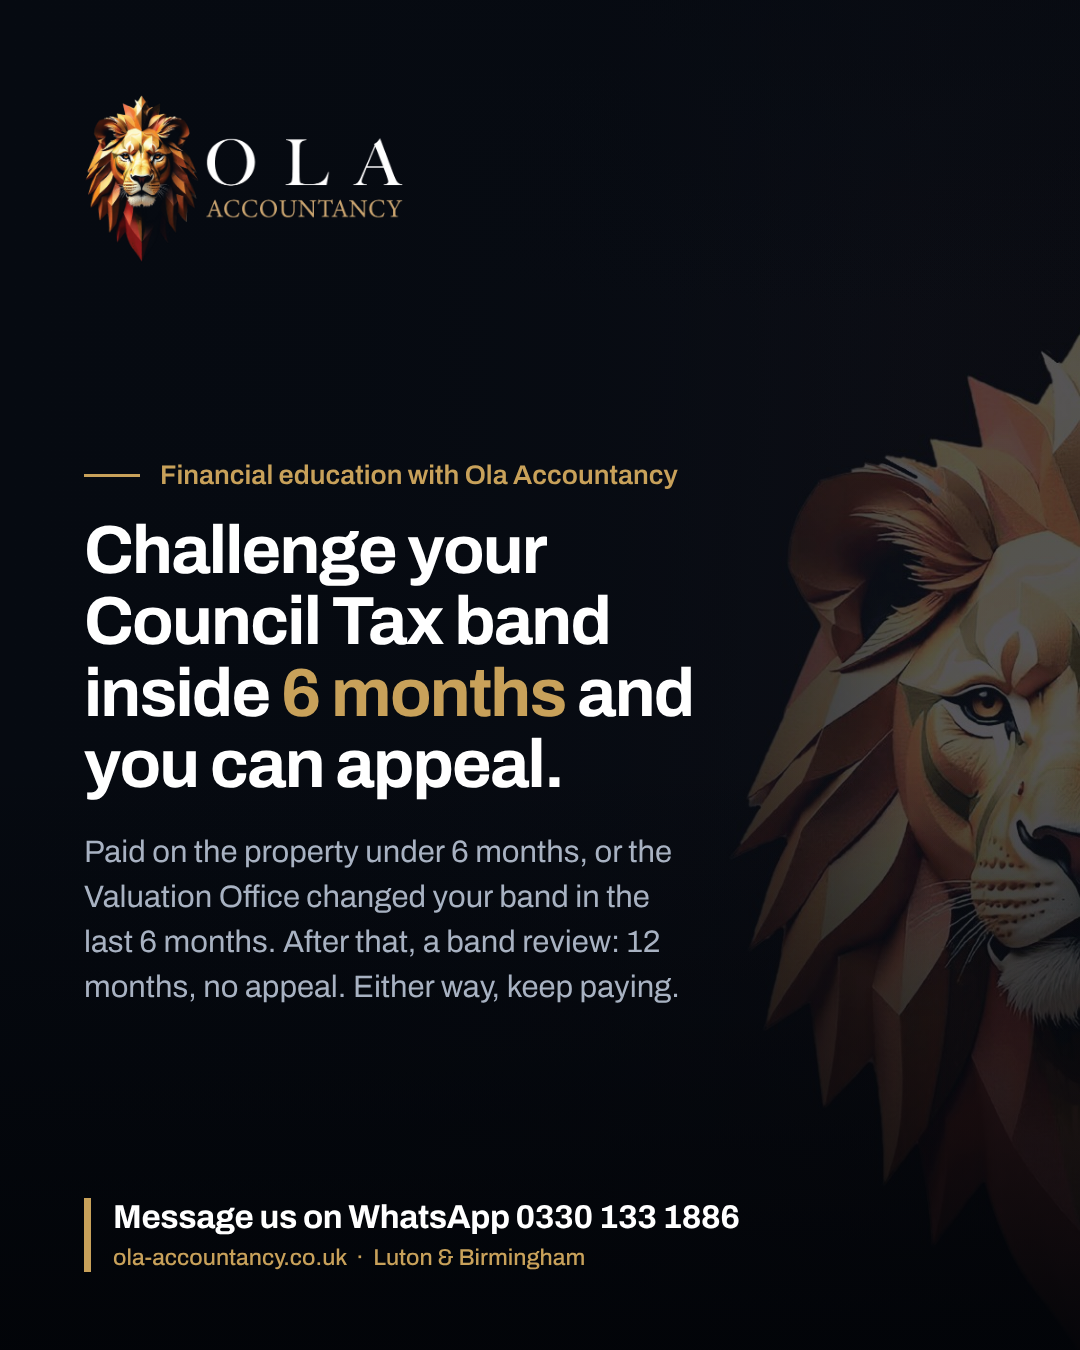 OLA
ACCOUNTANCY
Financial education with Ola Accountancy
Challenge your
Council Tax band
inside 6 months and
you can appeal.
Paid on the property under 6 months, or the
Valuation Office changed your band in the
last 6 months. After that, a band review: 12
months, no appeal. Either way, keep paying.
Message us on WhatsApp 0330 133 1886
ola-accountancy.co.uk · Luton & Birmingham